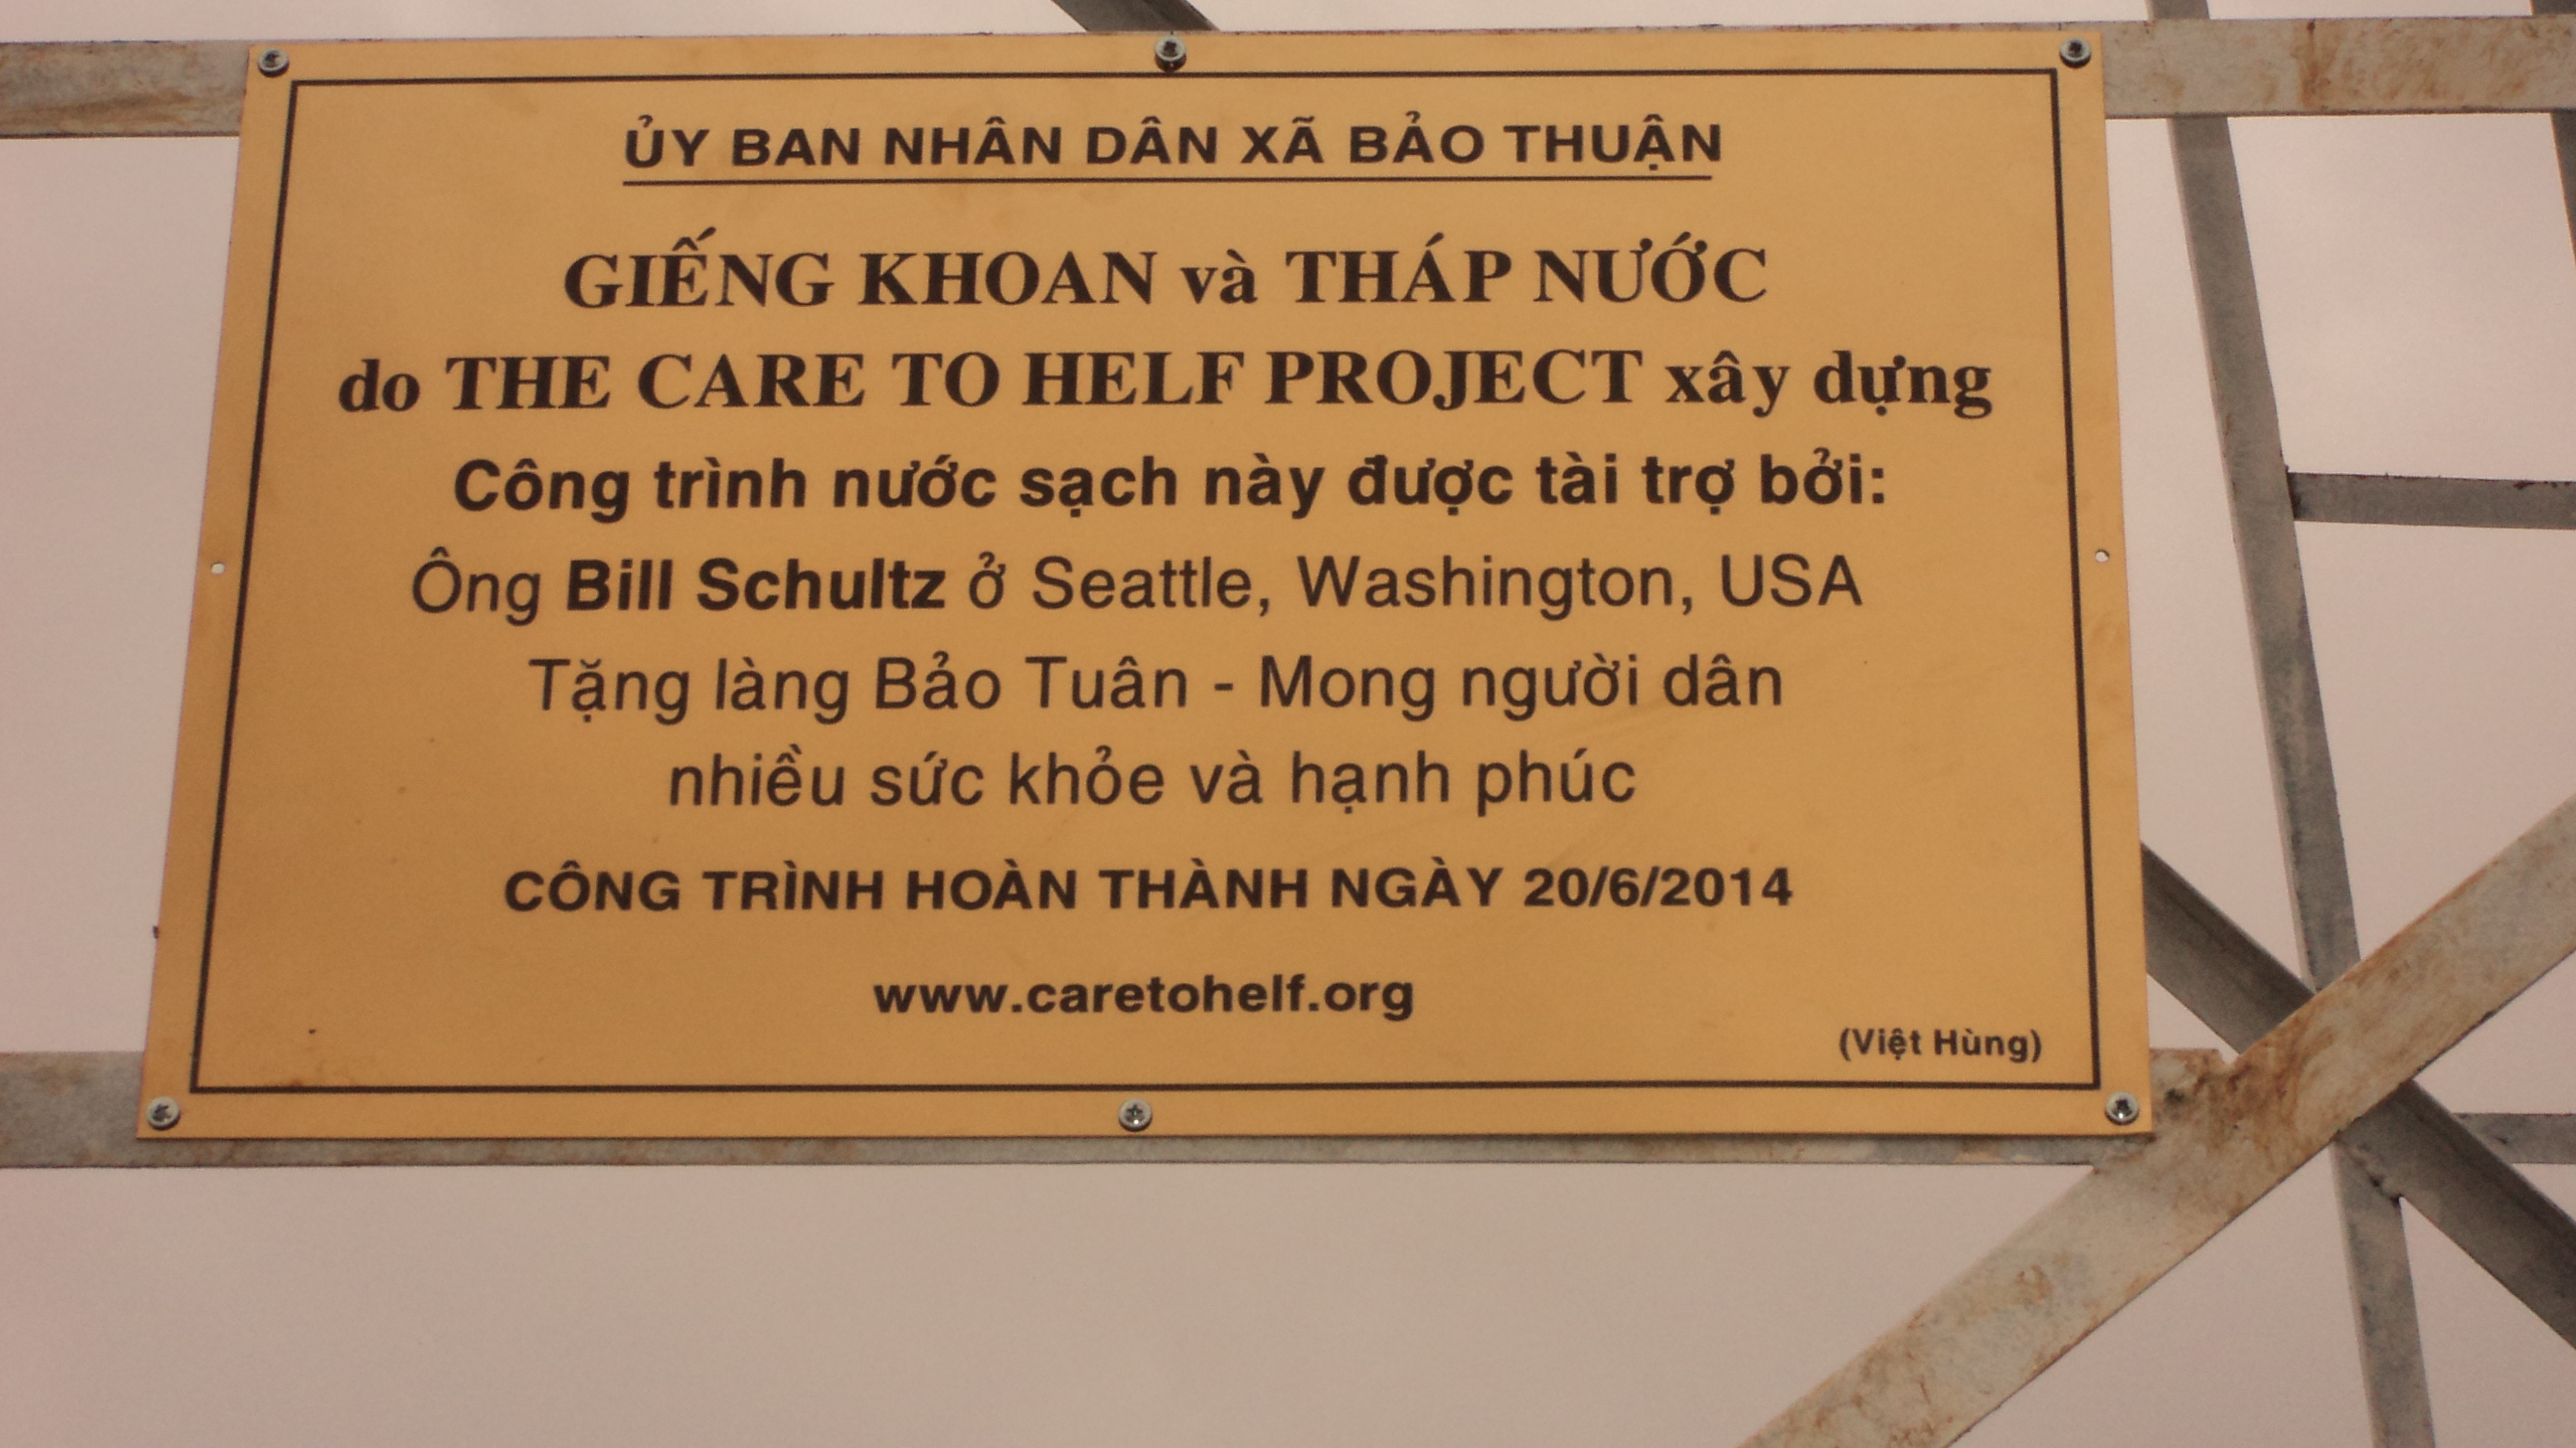 ỦY BAN NHÂN DÂN XÃ BẢO THUẬN
GIẾNG KHOAN và THÁP NƯỚC
do THE CARE TO HELF PROJECT xây dựng
Công trình nước sạch này được tài trợ bởi:
Ông Bill Schultz ở Seattle, Washington, USA
Tặng làng Bảo Tuân - Mong người dân
nhiều sức khỏe và hạnh phúc
CÔNG TRÌNH HOÀN THÀNH NGÀY 20/6/2014
www.caretohelf.org
(Việt Hùng)